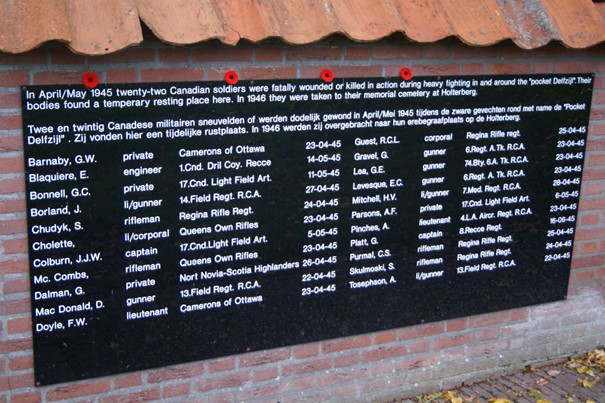 In April/May 1945 twenty-two Canadian soldiers were fatally wounded or killed in action during heavy fighting in and around the "pocket Delfzijl". Their
bodies found a temporary resting place here. In 1946 they were taken to their memorial cemetery at Holterberg.
Twee en twintig Canadese militairen sneuvelden of werden dodelijk gewond in April/Mei 1945 tijdens de zware gevechten rond met name de "Pocket
Delfzijl" . Zij vonden hier een tijdelijke rustplaats. In 1946 werden zij overgebracht naar hun erebegraafplaats op de Holterberg.
Barnaby, G.W. private Camerons of Ottawa 23-04-45 Guest, R.C.L. corporal Regina Rifle regt. 25-04-45
Blaquiere, E. engineer 1.Cnd. Dril Coy. Recce 14-05-45 Gravel, G. gunner 6.Regt. A Tk. R.C.A. 23-04-45
Bonnell, G.C. private 17.Cnd. Light Field Art. 11-05-45 Lea, G.E. gunner 74.Bty.6.A Tk. R.C.A. 23-04-45
Borland, J. li/gunner 14.Field Regt. R.C.A. 27-04-45 Levesque, E.C. gunner 6.Regt. A Tk. R.C.A. 23-04-45
Chudyk, S. rifleman Regina Rifle Regt. 24-04-45 Mitchell, H.V. li/gunner 7.Med. Regt. R.C.A. 28-04-45
Cholette, li/corporal Queens Own Rifles 23-04-45 Parsons, A.F. private 17.Cnd. Light Field Art. 6-05-45
Colburn, J.J.W. captain 17.Cnd.Light Field Art. 5-05-45 Pinches, A. lieutenant 4.L.A. Aircr. Regt. R.C.A. 23-04-45
Mc. Combs, rifleman Queens Own Rifles 23-04-45 Platt, G. captain 8.Recce Regt. 16-05-45
Dalman, G. private Nort Novia-Scotia Highlanders 26-04-45 Purmal, C.S. rifleman Regina Rifle Regt. 25-04-45
Mac Donald, D. gunner 13.Field Regt. R.C.A. 22-04-45 Skulmoski, S. rifleman Regina Rifle Regt. 24-04-45
Doyle, F.W. lieutenant Camerons of Ottawa 23-04-45 Tosephson, A. li/gunner 13.Field Regt. R.C.A. 22-04-45